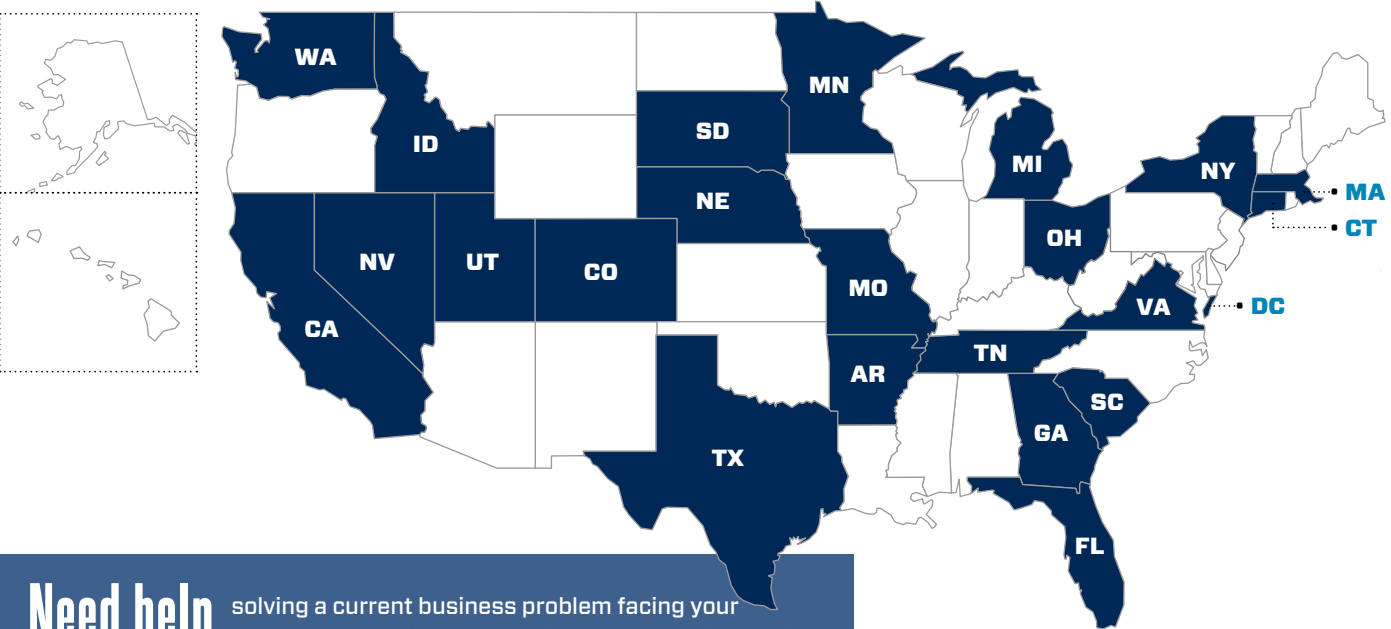 WA
MN
SD
ID
MI
NY
MA
NE
CT
OH
NV
UT
CO
MO
DC
VA
CA
TN
AR
SC
GA
TX
FL
Need help solving a current business problem facing your